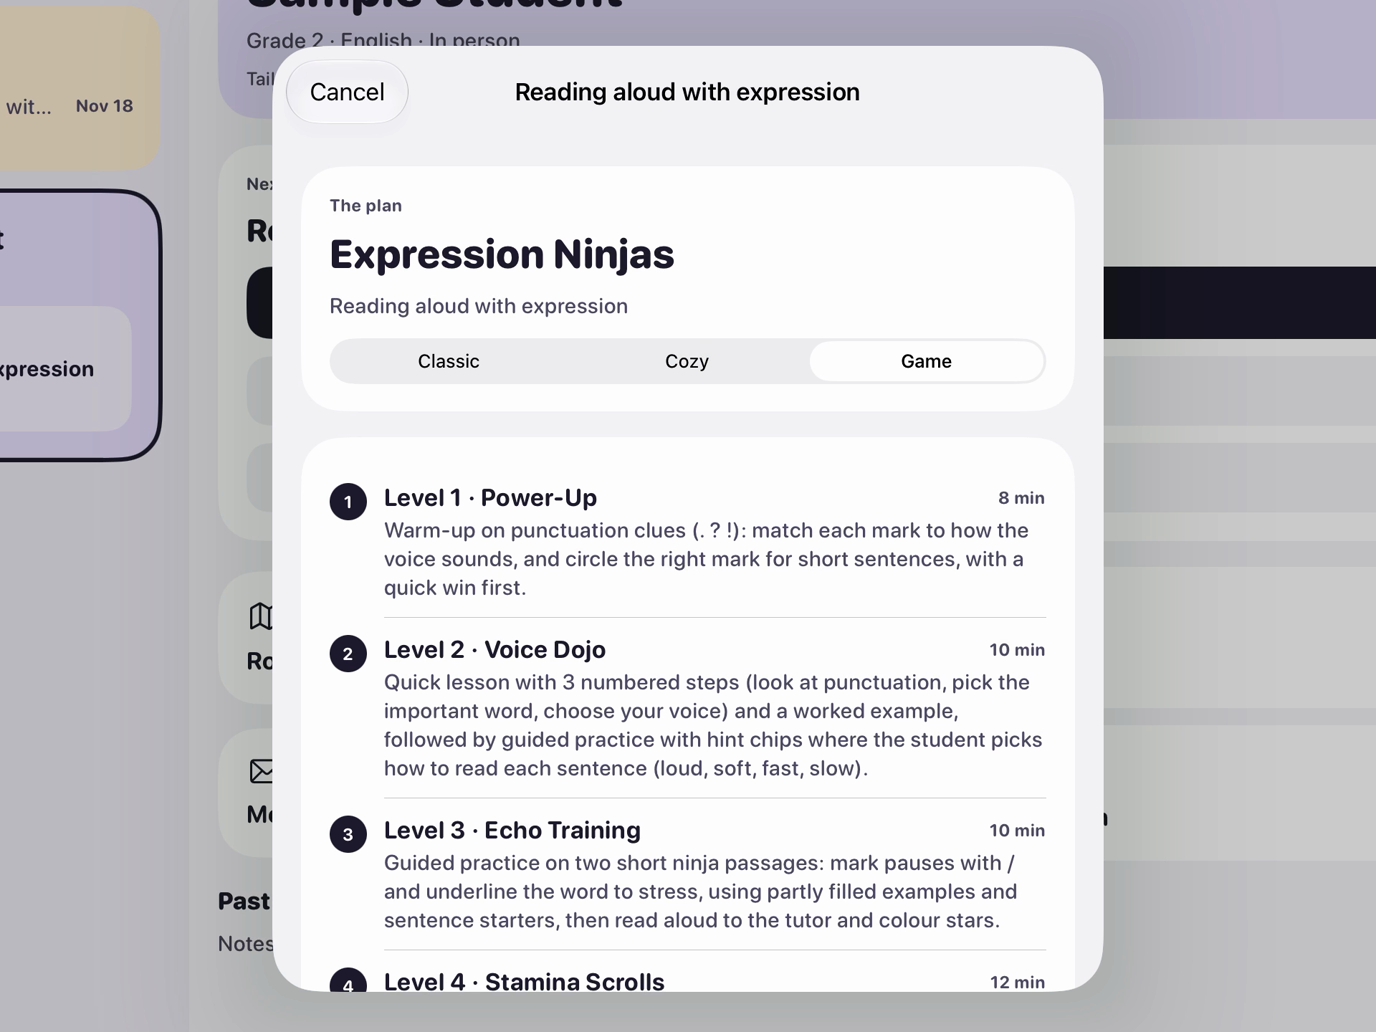 Sample Student
Grade 2 · English · In person
wit...
Nov 18
Cancel
Reading aloud with expression
The plan
Expression Ninjas
Reading aloud with expression
Classic
Cozy
Game
1
Level 1 · Power-Up
8 min
Warm-up on punctuation clues (. ? !): match each mark to how the
voice sounds, and circle the right mark for short sentences, with a
quick win first.
2
Level 2 · Voice Dojo
10 min
Quick lesson with 3 numbered steps (look at punctuation, pick the
important word, choose your voice) and a worked example,
followed by guided practice with hint chips where the student picks
how to read each sentence (loud, soft, fast, slow).
3
Level 3 · Echo Training
10 min
Guided practice on two short ninja passages: mark pauses with /
and underline the word to stress, using partly filled examples and
sentence starters, then read aloud to the tutor and colour stars.
4
Level 4 · Stamina Scrolls
12 min
Past
Notes